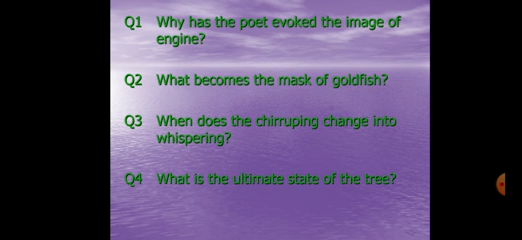 Q1 Why has the poet evoked the image of
engine?
Q2 What becomes the mask of goldfish?
Q3 When does the chirruping change into
whispering?
Q4 What is the ultimate state of the tree?